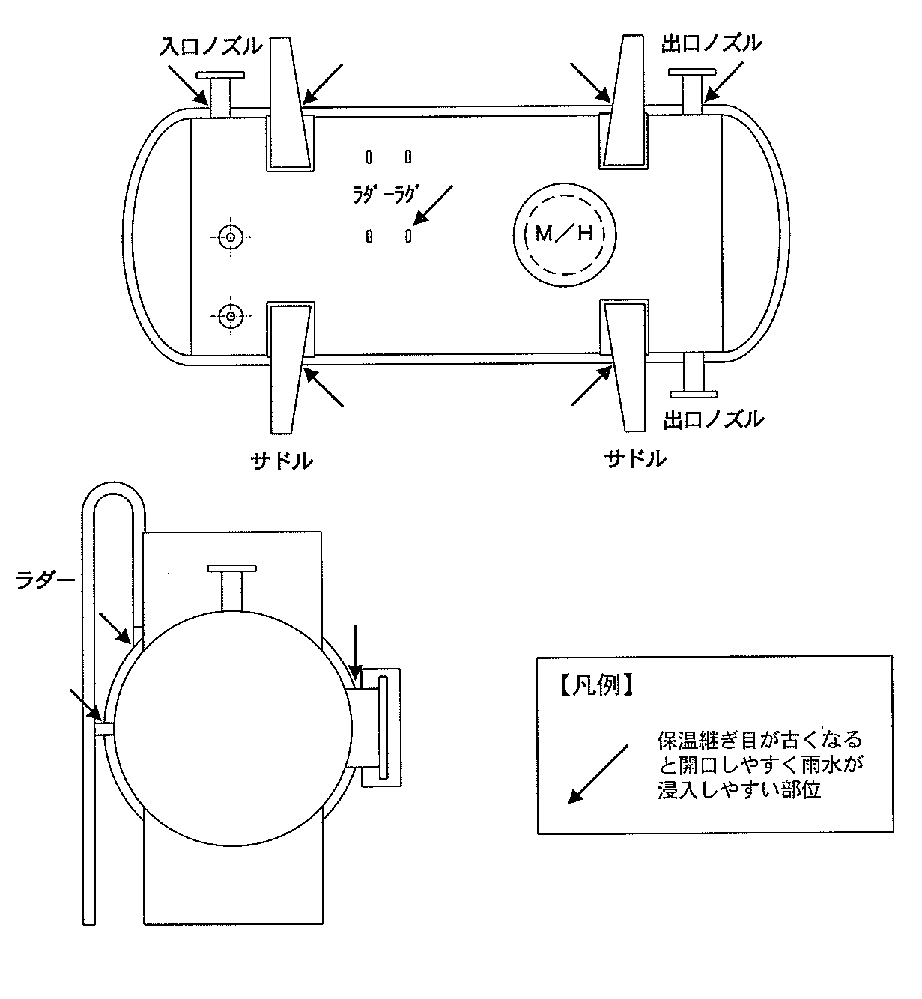 入口ノズル
出口ノズル
ラダーラグ
M／H
出口ノズル
サドル
サドル
ラダー
【凡例】
保温継ぎ目が古くなる
と開口しやすく雨水が
浸入しやすい部位